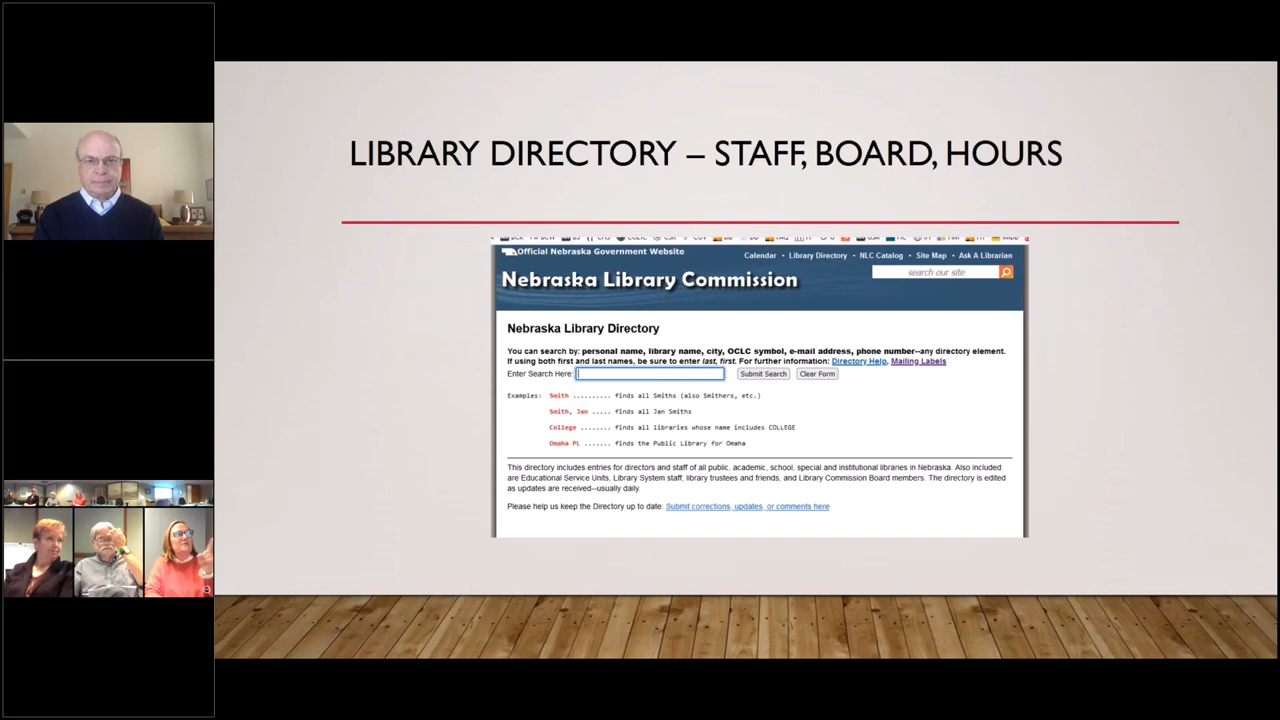 LIBRARY DIRECTORY – STAFF, BOARD, HOURS
Official Nebraska Government Website
Calendar • Library Directory • NLC Catalog • Site Map • Ask A Librarian
Nebraska Library Commission
search our site
Nebraska Library Directory
You can search by: personal name, library name, city, OCLC symbol, e-mail address, phone number--any directory element.
If using both first and last names, be sure to enter last, first. For further information: Directory Help, Mailing Labels
Enter Search Here: Submit Search Clear Form
Examples: Smith .......... finds all Smiths (also Smithers, etc.)
Smith, Jan ..... finds all Jan Smiths
College ........ finds all libraries whose name includes COLLEGE
Omaha PL ....... finds the Public Library for Omaha
This directory includes entries for directors and staff of all public, academic, school, special and institutional libraries in Nebraska. Also included
are Educational Service Units, Library System staff, library trustees and friends, and Library Commission Board members. The directory is edited
as updates are received--usually daily.
Please help us keep the Directory up to date: Submit corrections, updates, or comments here